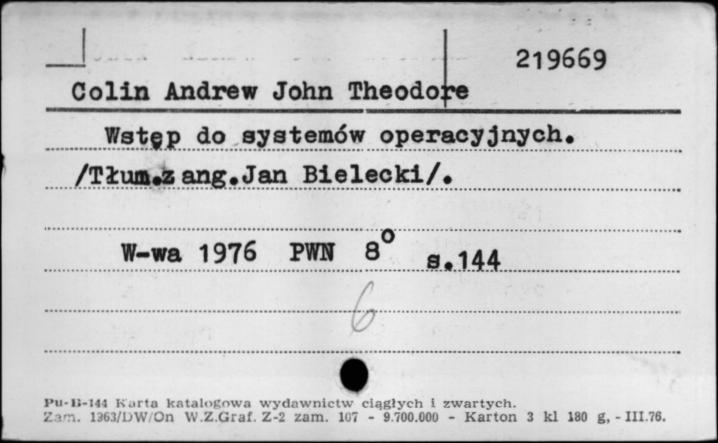 219669
Colin Andrew John Theodore
Wstęp do systemów operacyjnych.
/Tłum.z ang.Jan Bielecki/.
W-wa 1976 PWN 8° s.144
6
Pu-B-144 Karta katalogowa wydawnictw ciągłych i zwartych.
Zam. 1363/DW/On W.Z.Graf. Z-2 zam. 107 - 9.700.000 - Karton 3 kl 180 g, - III.76.